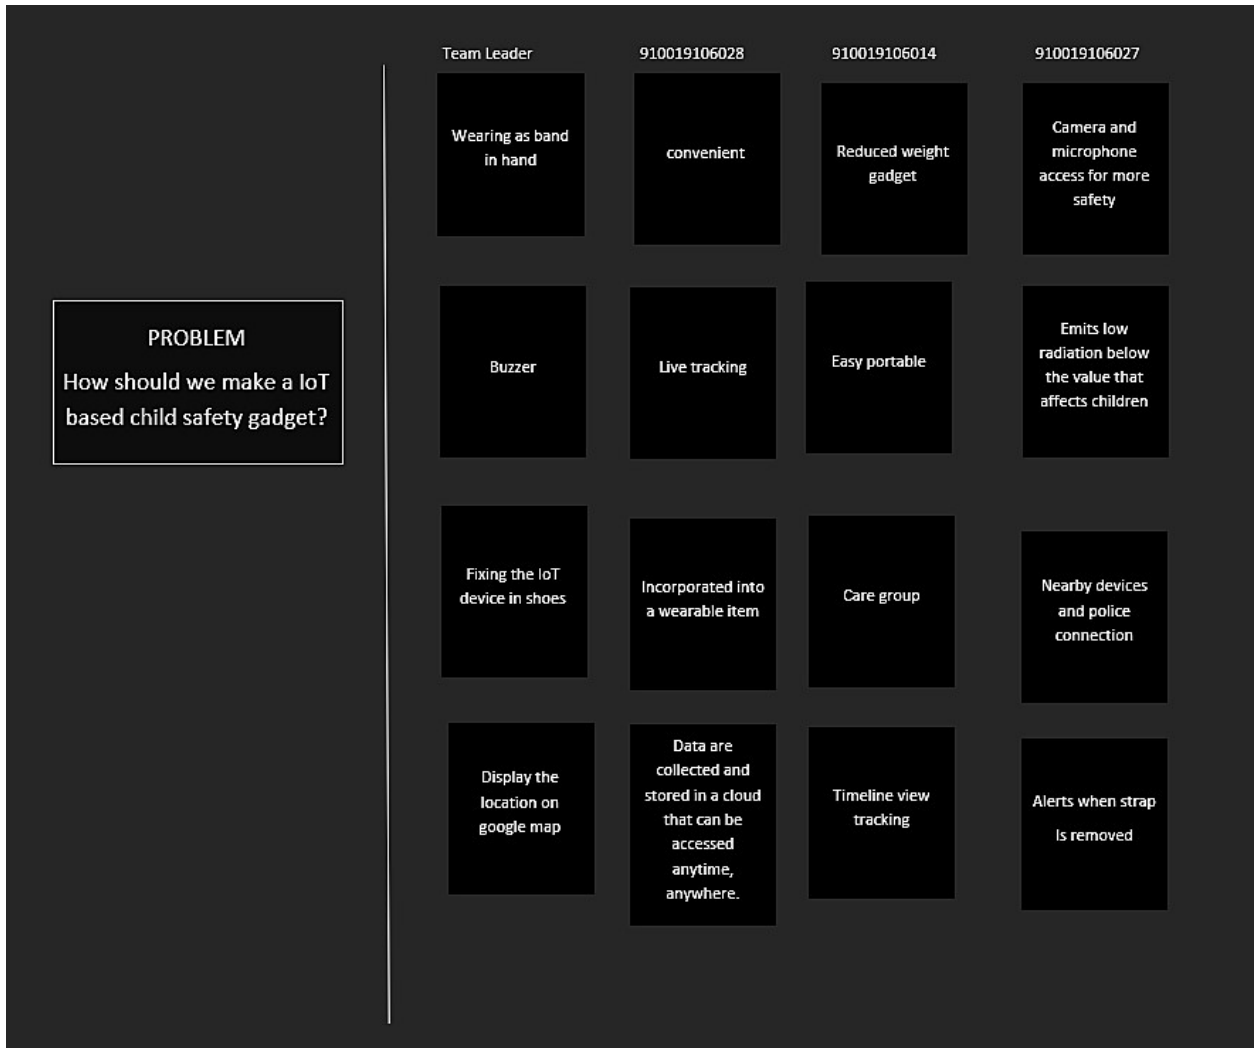 Team Leader
910019106028
910019106014
910019106027
Wearing as band
in hand
convenient
Reduced weight
gadget
Camera and
microphone
access for more
safety
PROBLEM
How should we make a IoT
based child safety gadget?
Buzzer
Live tracking
Easy portable
Emits low
radiation below
the value that
affects children
Fixing the IoT
device in shoes
Incorporated into
a wearable item
Care group
Nearby devices
and police
connection
Display the
location on
google map
Data are
collected and
stored in a cloud
that can be
accessed
anytime,
anywhere.
Timeline view
tracking
Alerts when strap
Is removed